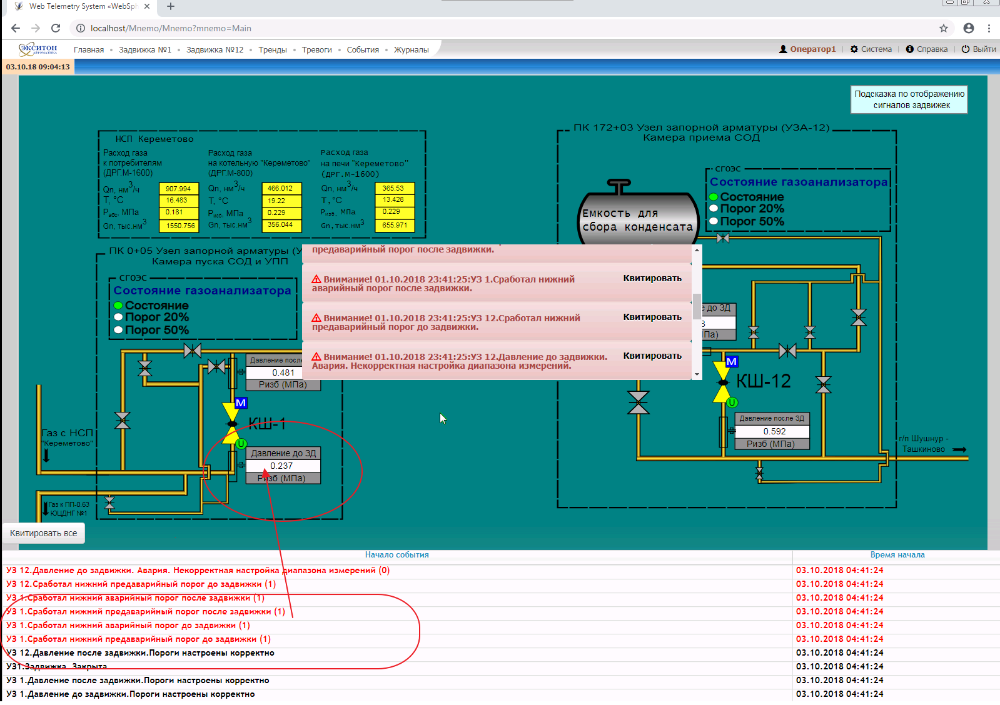 Web Telemetry System «WebSph
localhost/Mnemo/Mnemo?mnemo=Main
ЭКСИТОН
АВТОМАТИКА
Главная • Задвижка №1 • Задвижка №12 • Тренды • Тревоги • События • Журналы
Оператор1 | Система | Справка | Выйти
03.10.18 09:04:13
Подсказка по отображению
сигналов задвижек
НСП Кереметово
Расход газа
к потребителям
(ДРГ.М-1600)
Qn, нм3/ч 907.994
T, °C 16.483
Рабс, МПа 0.181
Gn, тыс.нм3 1550.756
Расход газа
на котельную "Кереметово"
(ДРГ.М-800)
Qn, нм3/ч 466.012
T, °C 19.22
Ризб, МПа 0.229
Gn, тыс.нм3 356.044
Расход газа
на печи "Кереметово"
(ДРГ.М-1600)
Qn, нм3/ч 365.53
T,°C 13.428
Ризб, МПа 0.229
Gn,тыс.нм3 655.971
ПК 172+03 Узел запорной арматуры (УЗА-12)
Камера приема СОД
СГОЭС
Состояние газоанализатора
Состояние
Порог 20%
Порог 50%
Емкость для
сбора конденсата
ПК 0+05 Узел запорной арматуры (У
Камера пуска СОД и УПП
СГОЭС
Состояние газоанализатора
Состояние
Порог 20%
Порог 50%
предаварийный порог после задвижки.
Внимание! 01.10.2018 23:41:25:УЗ 1.Сработал нижний
аварийный порог после задвижки.
Квитировать
Внимание! 01.10.2018 23:41:25:УЗ 12.Сработал нижний
предаварийный порог до задвижки.
Квитировать
Внимание! 01.10.2018 23:41:25:УЗ 12.Давление до задвижки.
Авария. Некорректная настройка диапазона измерений.
Квитировать
е до ЗД
3
Па)
Давление после
0.481
Ризб (МПа)
M
КШ-1
U
Давление до ЗД
0.237
Ризб (МПа)
M
КШ-12
U
Давление после ЗД
0.592
Ризб (МПа)
Газ с НСП
"Кереметово"
Газ к ПП-0.63
ЮЦДНГ №1
г/п Шушнур -
Ташкиново
Квитировать все
Начало события Время начала
УЗ 12.Давление до задвижки. Авария. Некорректная настройка диапазона измерений (0) 03.10.2018 04:41:24
УЗ 12.Сработал нижний предаварийный порог до задвижки (1) 03.10.2018 04:41:24
УЗ 1.Сработал нижний аварийный порог после задвижки (1) 03.10.2018 04:41:24
УЗ 1.Сработал нижний предаварийный порог после задвижки (1) 03.10.2018 04:41:24
УЗ 1.Сработал нижний аварийный порог до задвижки (1) 03.10.2018 04:41:24
УЗ 1.Сработал нижний предаварийный порог до задвижки (1) 03.10.2018 04:41:24
УЗ 12.Давление после задвижки.Пороги настроены корректно 03.10.2018 04:41:24
УЗ1.Задвижка. Закрыта 03.10.2018 04:41:24
УЗ 1.Давление после задвижки.Пороги настроены корректно 03.10.2018 04:41:24
УЗ 1.Давление до задвижки.Пороги настроены корректно 03.10.2018 04:41:24